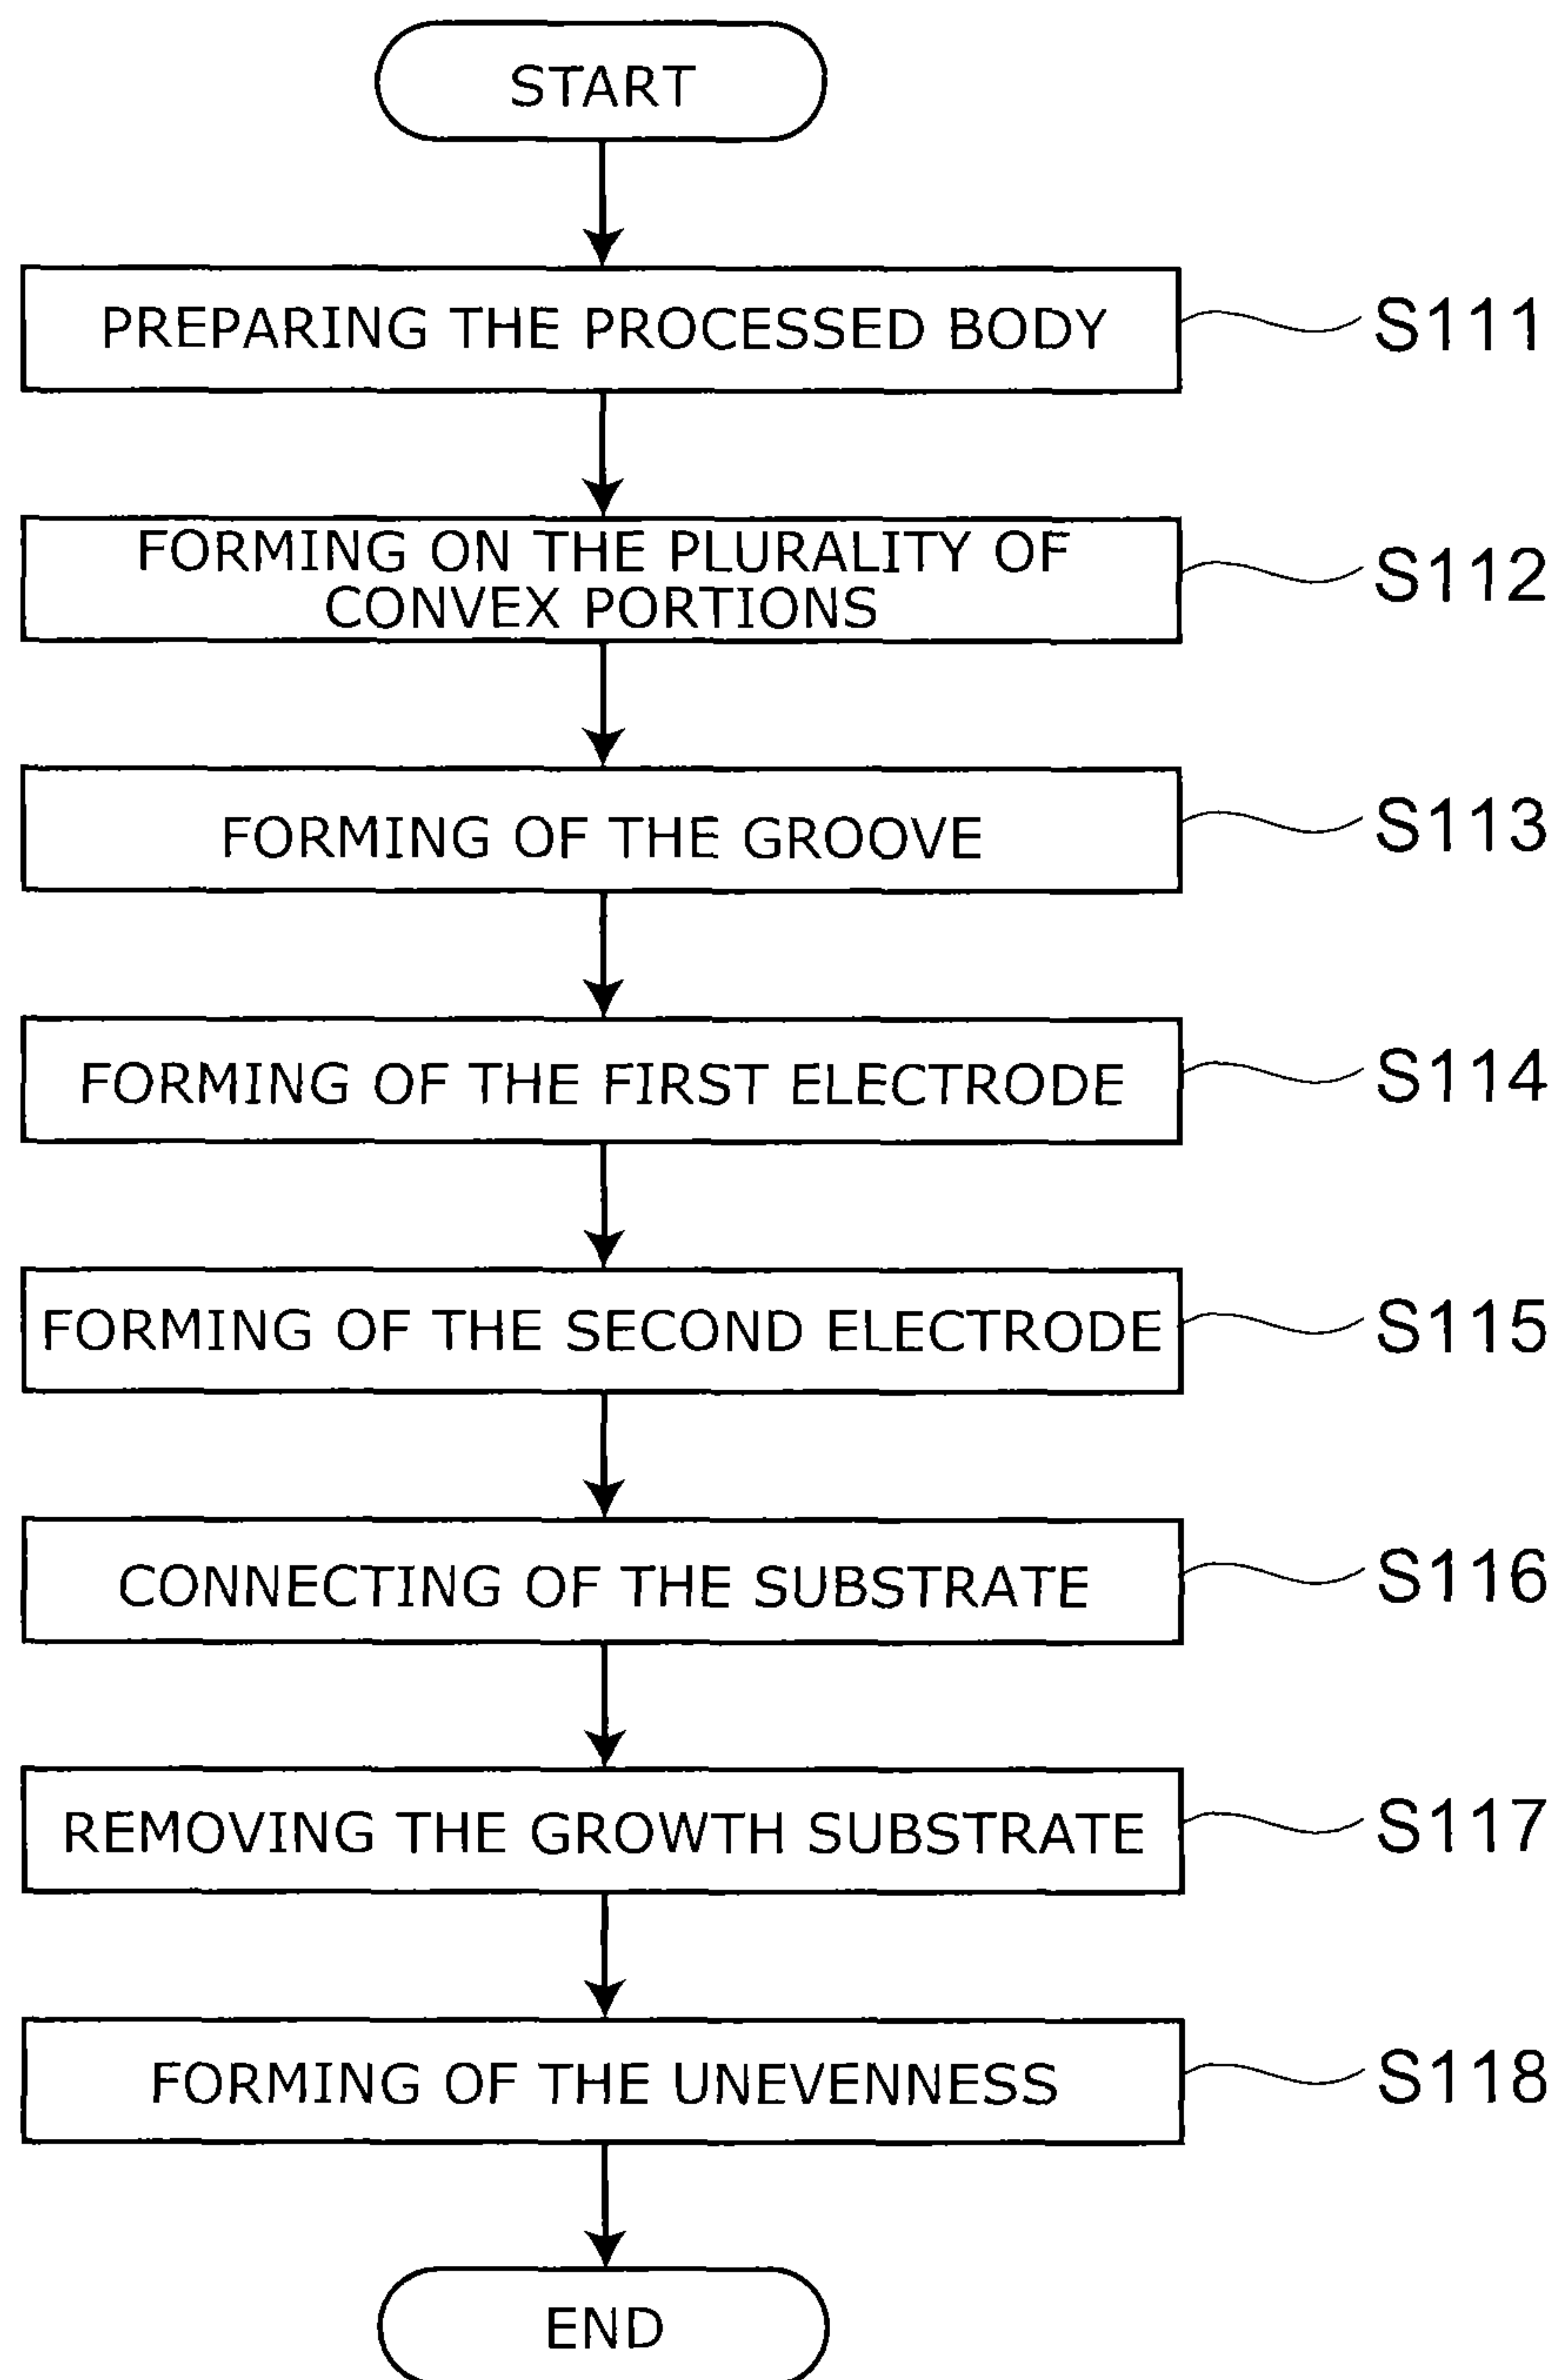 START
PREPARING THE PROCESSED BODY
S111
FORMING ON THE PLURALITY OF
CONVEX PORTIONS
S112
FORMING OF THE GROOVE
S113
FORMING OF THE FIRST ELECTRODE
S114
FORMING OF THE SECOND ELECTRODE
S115
CONNECTING OF THE SUBSTRATE
S116
REMOVING THE GROWTH SUBSTRATE
S117
FORMING OF THE UNEVENNESS
S118
END